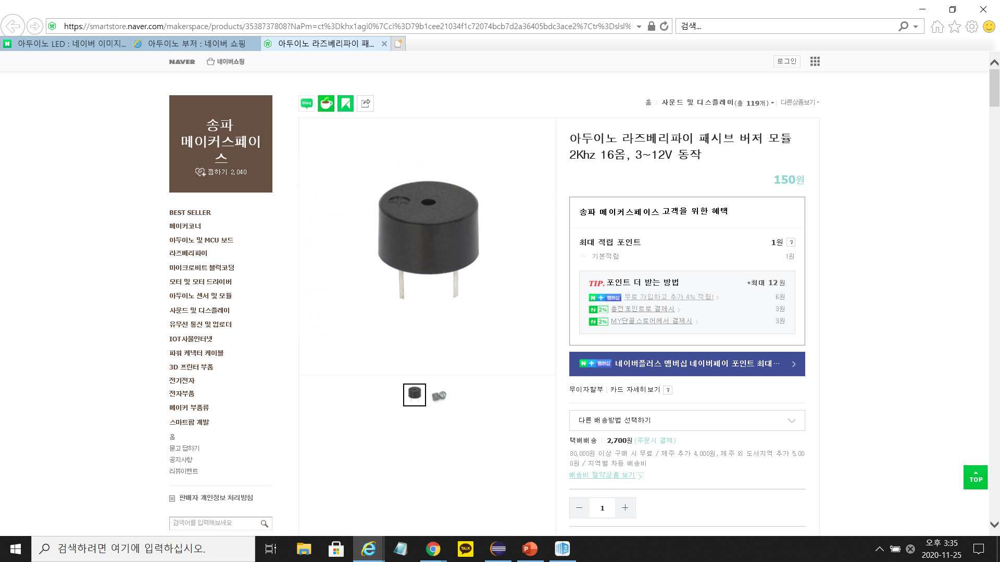 https://smartstore.naver.com/makerspace/products/3538737808?NaPm=ct%3Dkhx1agi0%7Cci%3D79b1cee21034f1c72074bcb7d2a36405bdc3ace2%7Ctr%3Dslsl%
검색...
아두이노 LED : 네이버 이미지...
아두이노 부저 : 네이버 쇼핑
아두이노 라즈베리파이 패...
NAVER 네이버쇼핑
로그인
송파
메이커스페이
스
찜하기 2,040
BEST SELLER
메이커코너
아두이노 및 MCU 보드
라즈베리파이
마이크로비트 블럭코딩
모터 및 모터 드라이버
아두이노 센서 및 모듈
사운드 및 디스플레이
유무선 통신 및 업로더
IOT사물인터넷
파워 케넥터 케이블
3D 프린터 부품
전기전자
전자부품
메이커 부품류
스마트팜 개발
홈
묻고 답하기
공지사항
리뷰이벤트
판매자 개인정보 처리방침
검색어를 입력해보세요
blog
홈 > 사운드 및 디스플레이(총 119개) 다른상품보기
아두이노 라즈베리파이 패시브 버저 모듈
2Khz 16옴, 3~12V 동작
150원
송파 메이커스페이스 고객을 위한 혜택
최대 적립 포인트 1원 ?
기본적립 1원
TIP. 포인트 더 받는 방법 +최대 12원
N + 멤버십 무료 가입하고 추가 4% 적립! 6원
N 2% 충전포인트로 결제시 3원
N 2% MY단골스토어에서 결제시 3원
N + 멤버십 네이버플러스 멤버십 네이버페이 포인트 최대···
무이자할부 카드 자세히보기 ?
다른 배송방법 선택하기
택배배송 2,700원 (주문시 결제)
80,000원 이상 구매 시 무료 / 제주 추가 4,000원, 제주 외 도서지역 추가 5,00
0원 / 지역별 차등 배송비
배송비 절약상품 보기
1
TOP
검색하려면 여기에 입력하십시오.
TALK
오후 3:35
2020-11-25